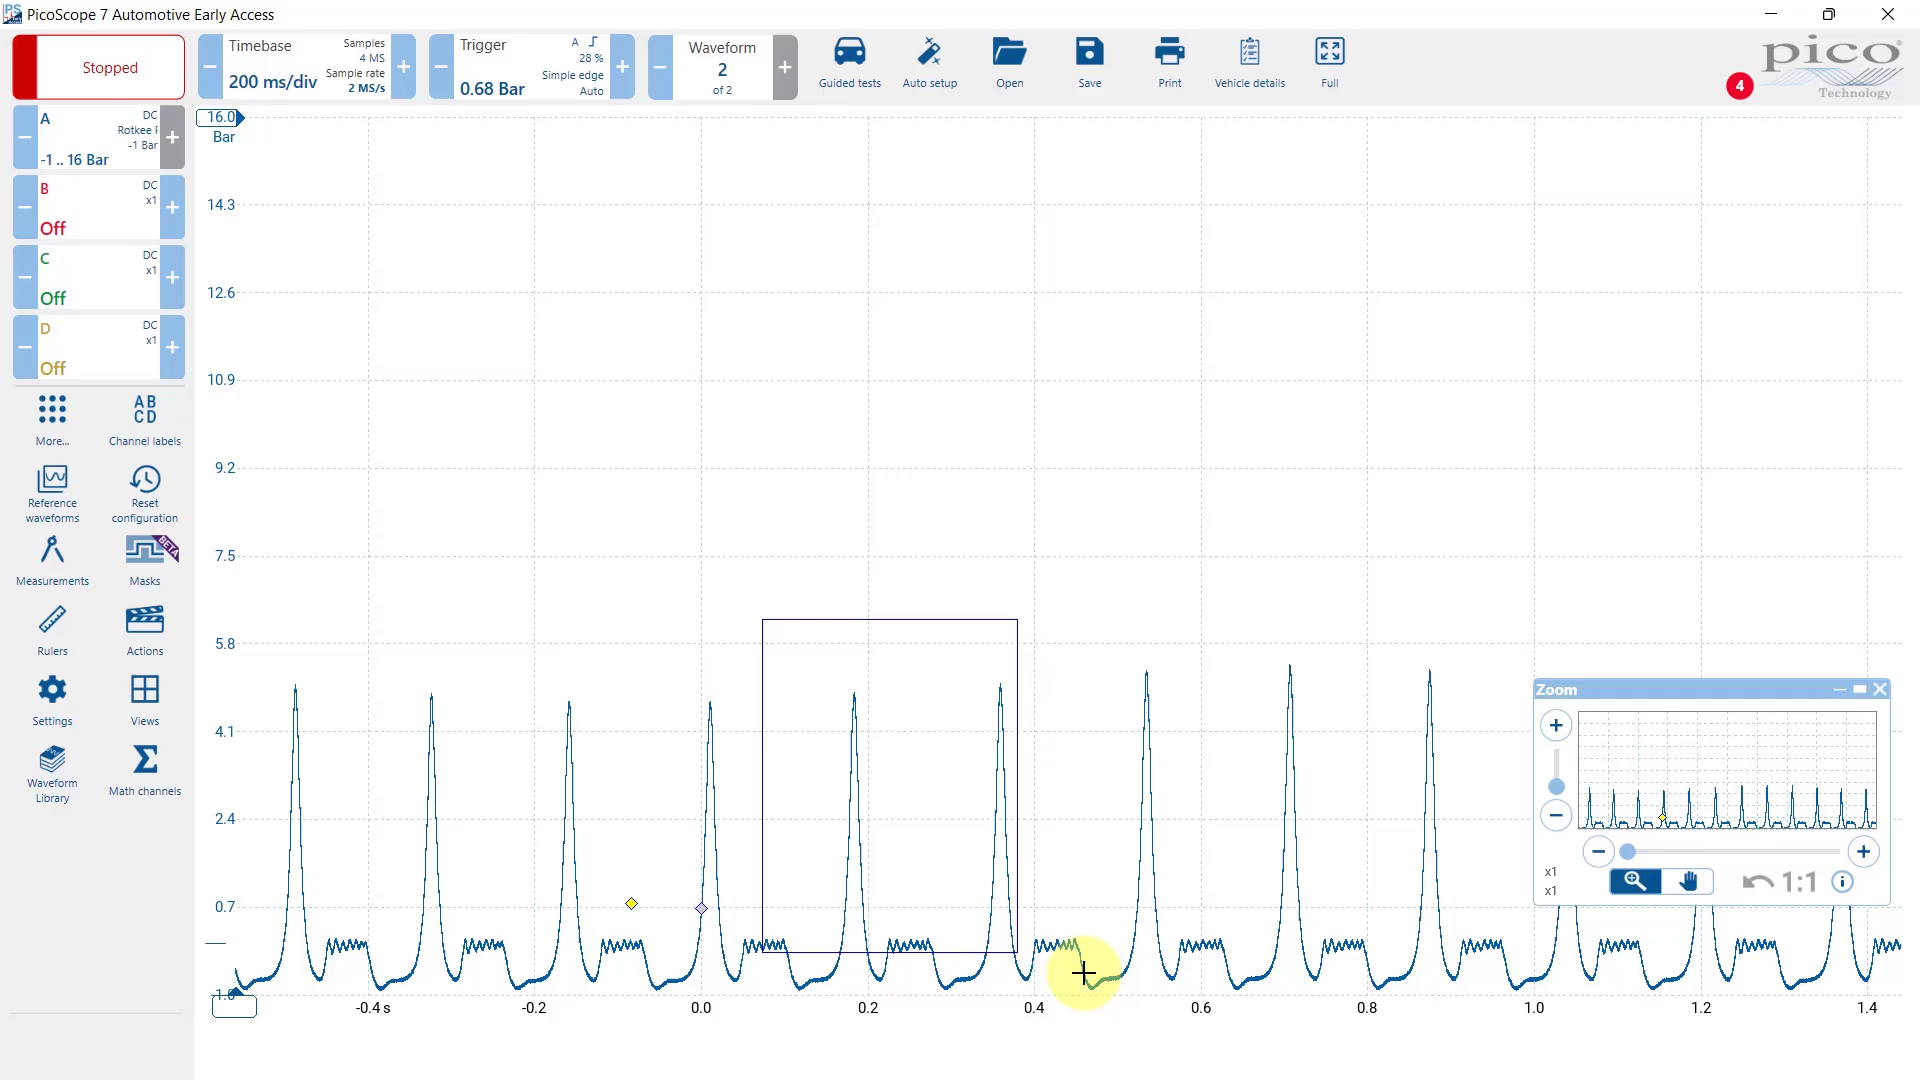 PicoScope 7 Automotive Early Access
Stopped
Timebase
200 ms/div
Samples
4 MS
Sample rate
2 MS/s
Trigger
0.68 Bar
A
28 %
Simple edge
Auto
Waveform
2
of 2
Guided tests
Auto setup
Open
Save
Print
Vehicle details
Full
4
pico
Technology
A
DC
Rotkee
-1 Bar
-1 .. 16 Bar
B
DC
x1
Off
C
DC
x1
Off
D
DC
x1
Off
More...
AB
CD
Channel labels
Reference
waveforms
Reset
configuration
Measurements
BETA
Masks
Rulers
Actions
Settings
Views
Waveform
Library
Math channels
16.0
Bar
14.3
12.6
10.9
9.2
7.5
5.8
4.1
2.4
0.7
-1.0
-0.4 s
-0.2
0.0
0.2
0.4
0.6
0.8
1.0
1.2
1.4
Zoom
x1
x1
1:1